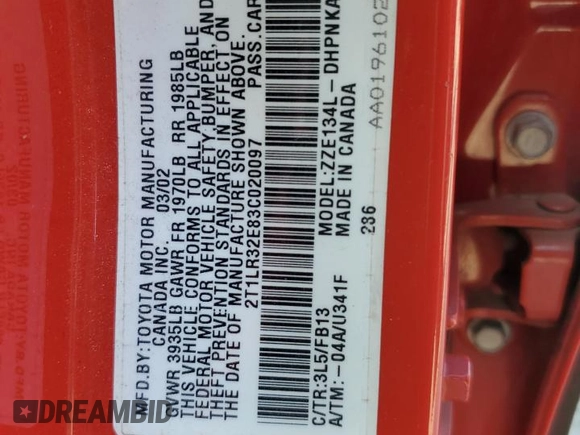 MFD.BY:TOYOTA MOTOR MANUFACTURING
CANADA INC. 03/02
GVWR 3935LB GAWR FR 1970LB RR 1985LB
THIS VEHICLE CONFORMS TO ALL APPLICABLE
FEDERAL MOTOR VEHICLE SAFETY, BUMPER, AND
THEFT PREVENTION STANDARDS IN EFFECT ON
THE DATE OF MANUFACTURE SHOWN ABOVE.
2T1LR32E83C020097 PASS.CAR
C/TR:3L5/FB13 MODEL:ZZE134L-DHPNKA
A/TM:-04A/U341F MADE IN CANADA
236 AA0196102
DREAMBID